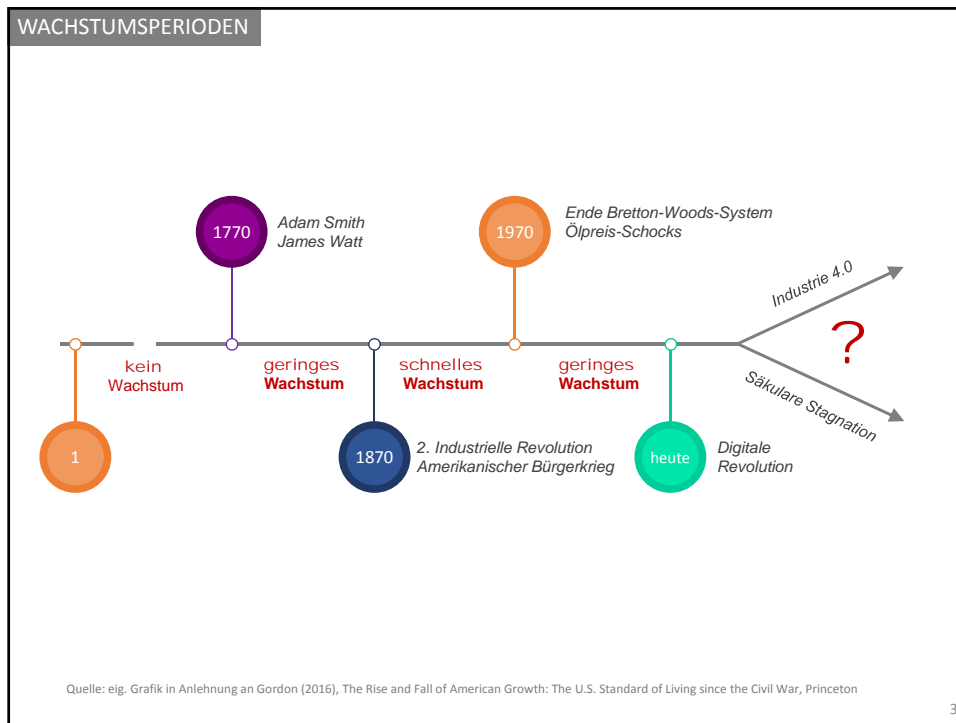 WACHSTUMSPERIODEN
1770
Adam Smith
James Watt
1970
Ende Bretton-Woods-System
Ölpreis-Schocks
Industrie 4.0
?
Säkulare Stagnation
kein
Wachstum
geringes
Wachstum
schnelles
Wachstum
geringes
Wachstum
1
1870
2. Industrielle Revolution
Amerikanischer Bürgerkrieg
heute
Digitale
Revolution
Quelle: eig. Grafik in Anlehnung an Gordon (2016), The Rise and Fall of American Growth: The U.S. Standard of Living since the Civil War, Princeton
3